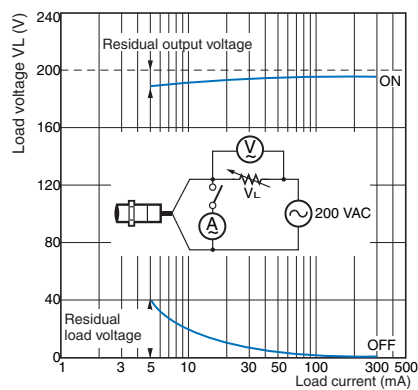 Load voltage VL (V)
240
200
160
120
80
40
0
Residual output voltage
ON
V
VL
A
200 VAC
Residual
load voltage
OFF
1 3 5 10 30 50 100 300 500
Load current (mA)